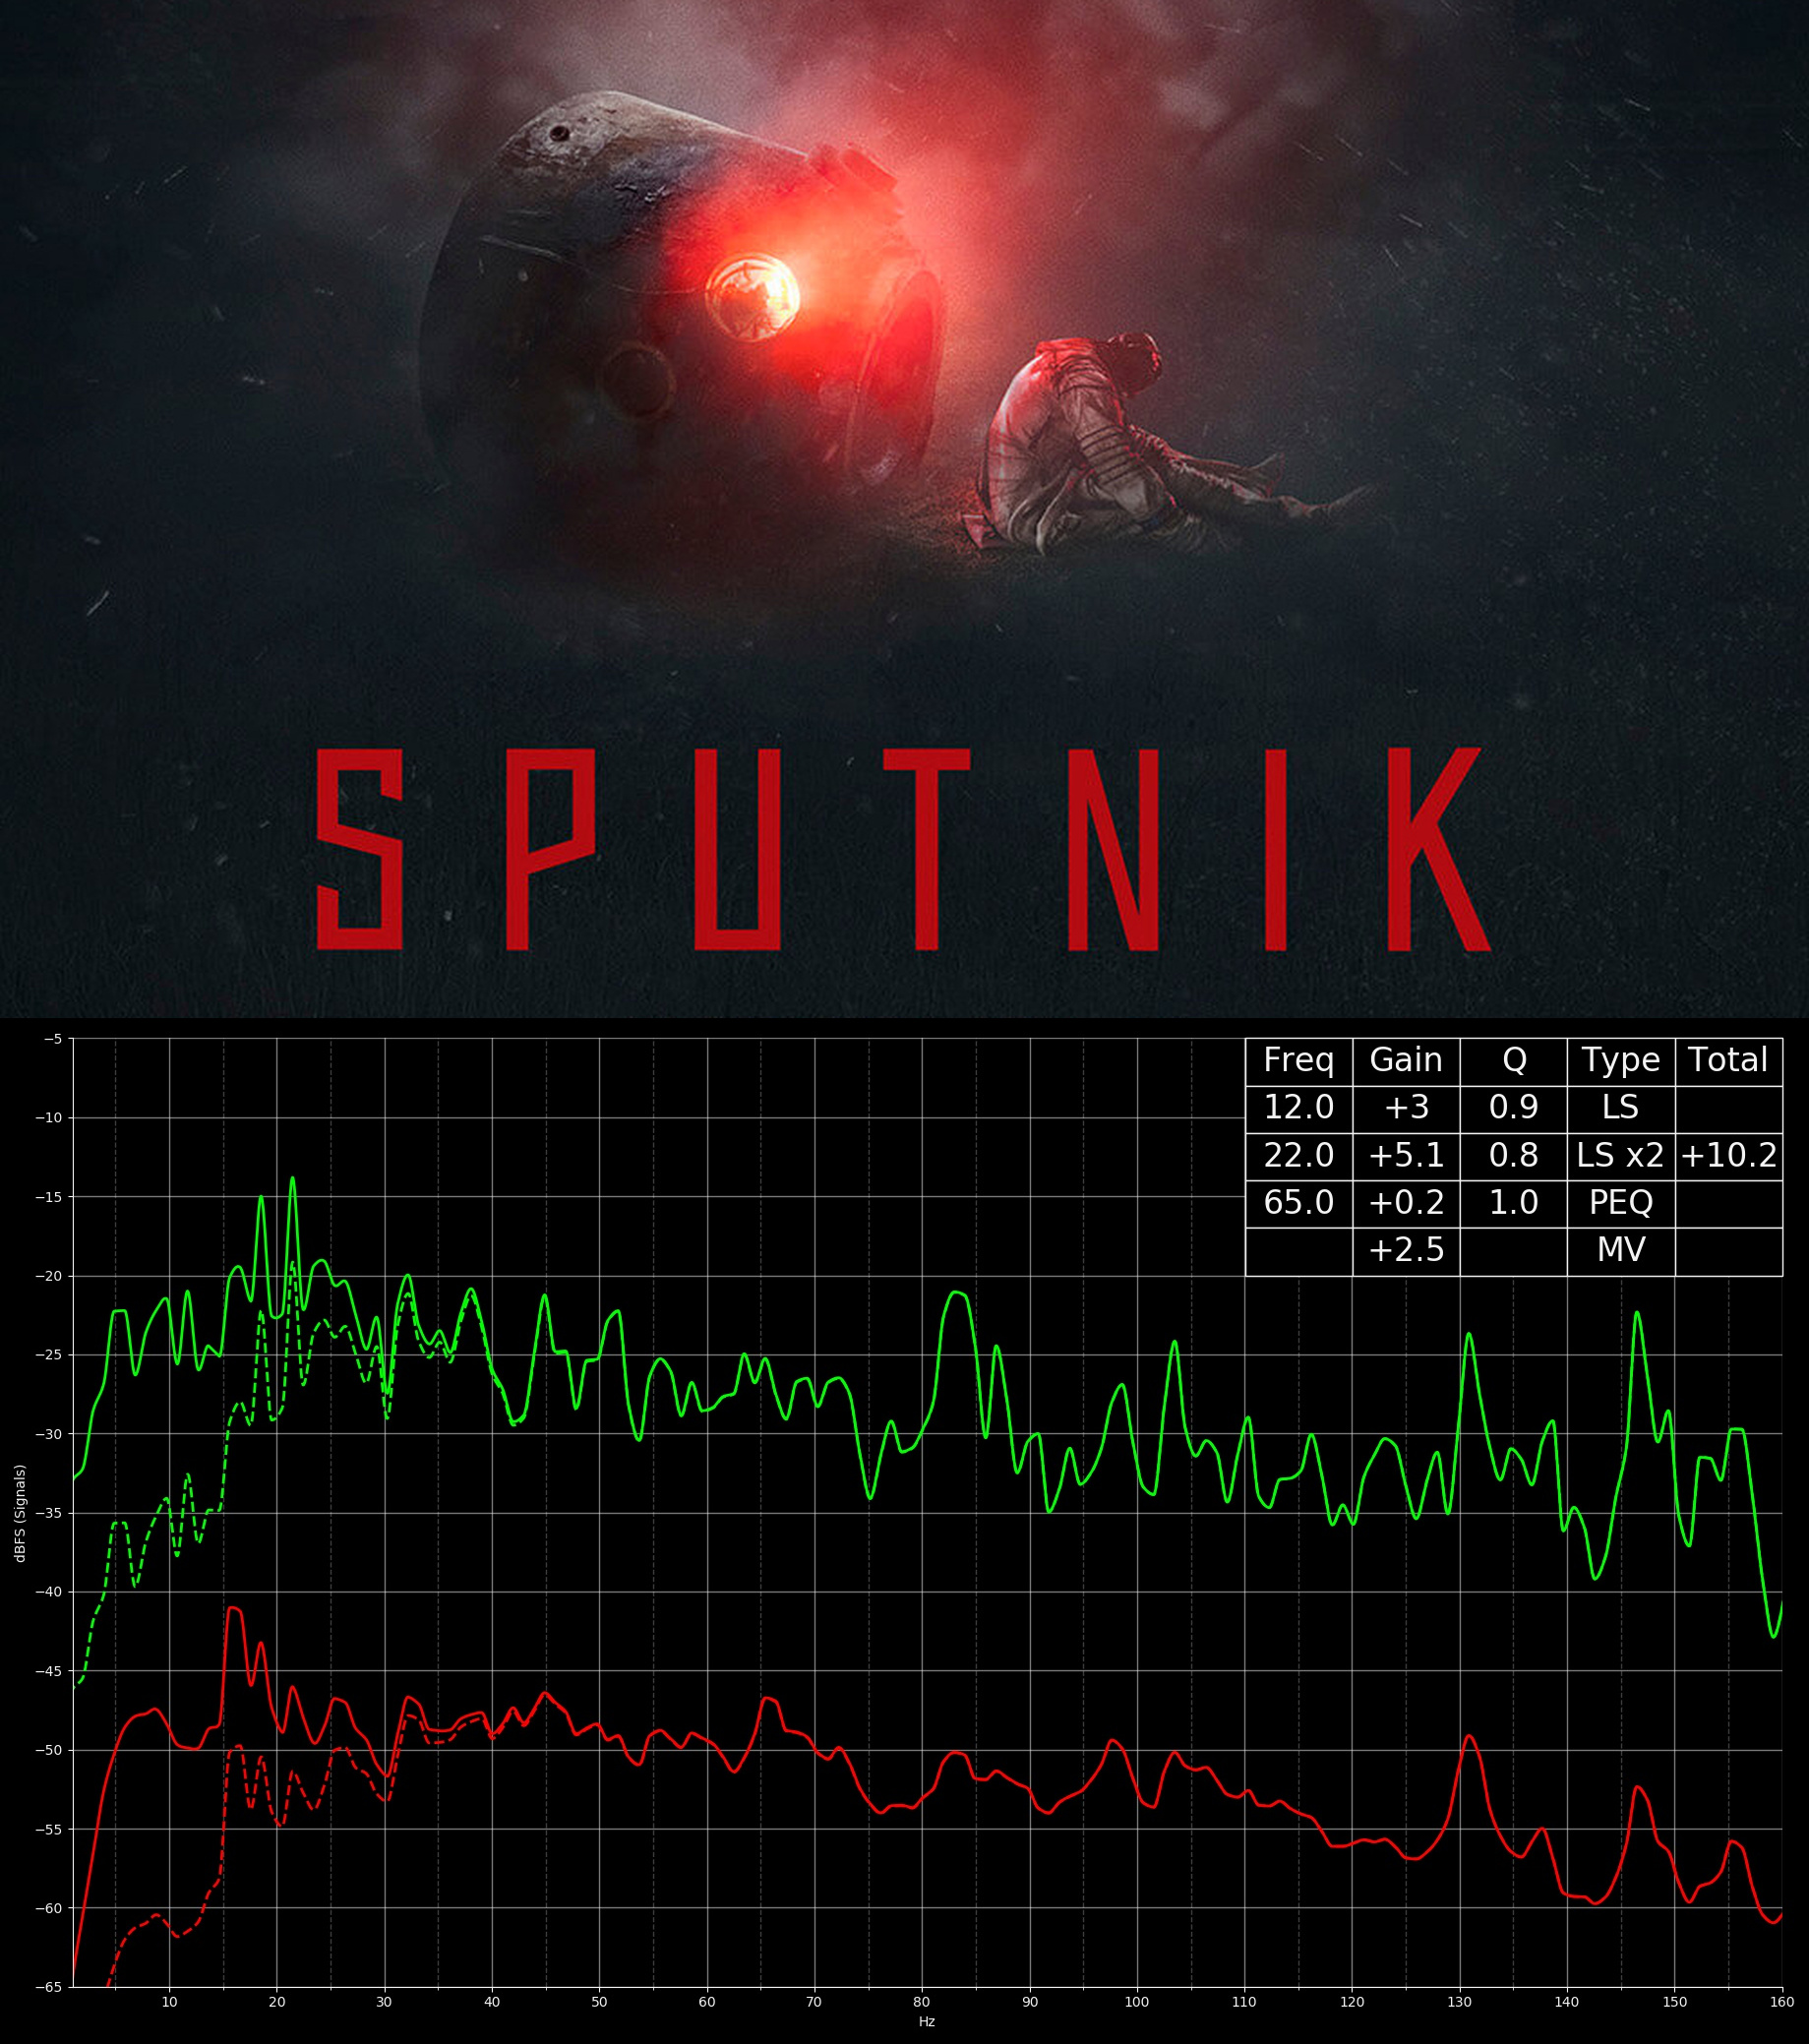 SPUTNIK
Freq Gain Q Type Total
12.0 +3 0.9 LS
22.0 +5.1 0.8 LS x2 +10.2
65.0 +0.2 1.0 PEQ
+2.5 MV
−5
−10
−15
−20
−25
−30
−35
−40
−45
−50
−55
−60
−65
dBFS (Signals)
10 20 30 40 50 60 70 80 90 100 110 120 130 140 150 160
Hz